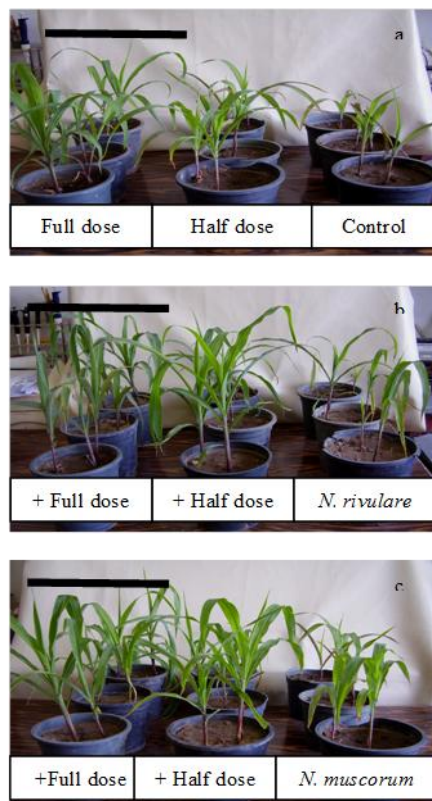 a
Full dose Half dose Control
b
+ Full dose + Half dose N. rivulare
c
+Full dose + Half dose N. muscorum